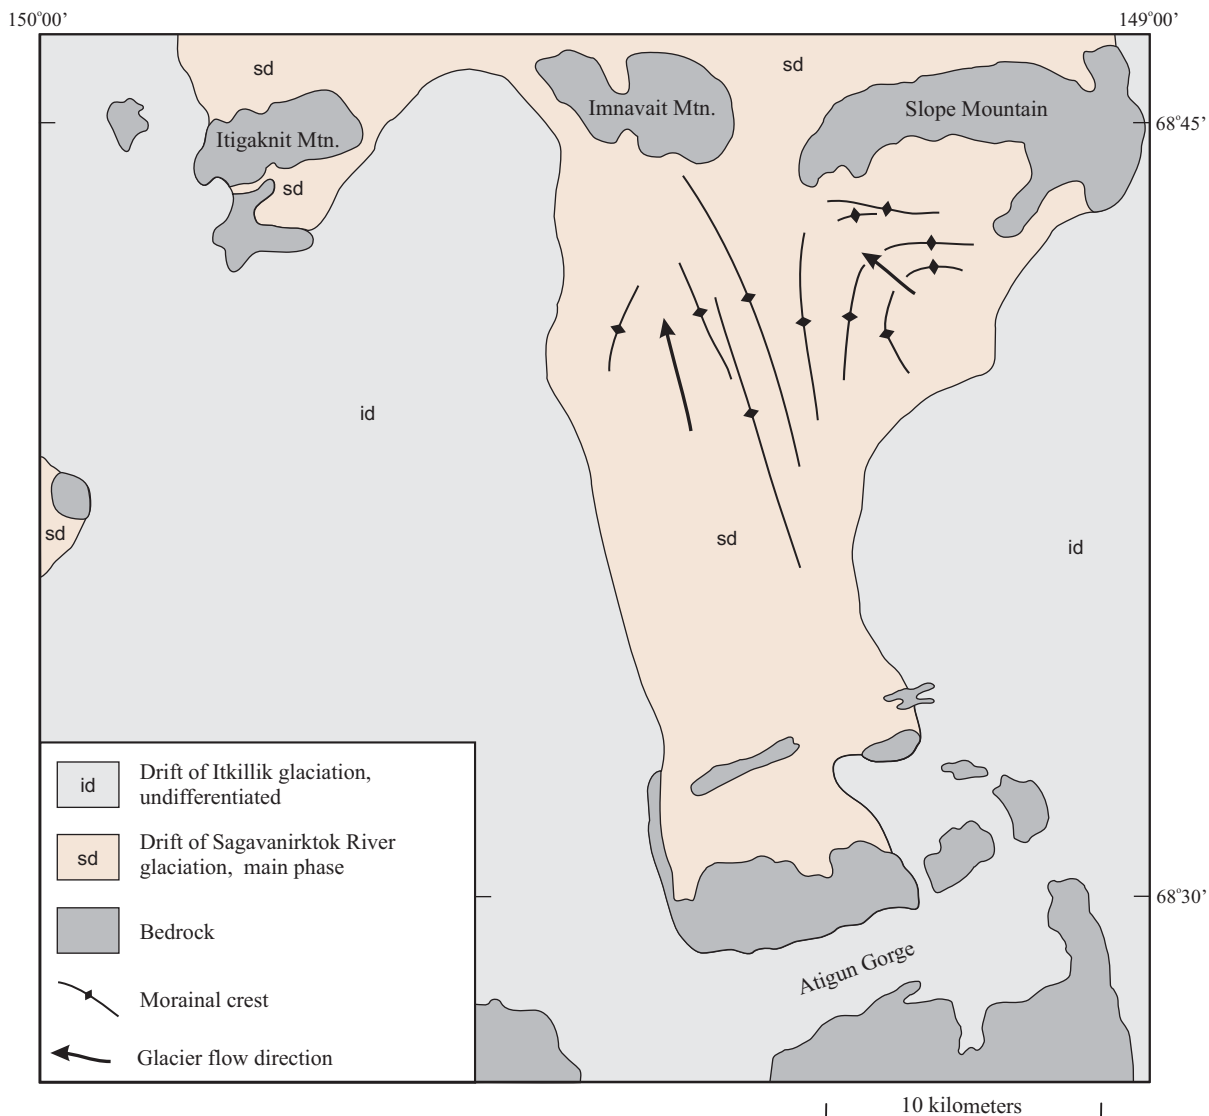 150°00’
149°00’
sd
sd
Imnavait Mtn.
Slope Mountain
68°45’
Itigaknit Mtn.
sd
id
sd
sd
id
id
Drift of Itkillik glaciation,
undifferentiated
sd
Drift of Sagavanirktok River
glaciation, main phase
Bedrock
68°30’
Atigun Gorge
Morainal crest
Glacier flow direction
10 kilometers